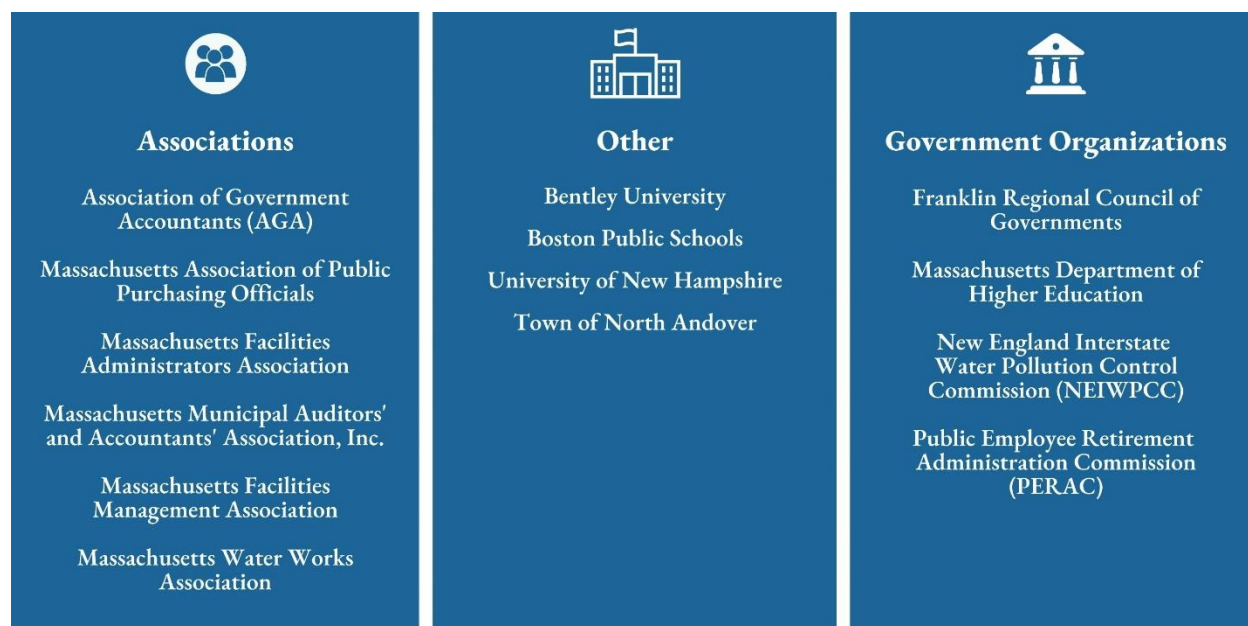 Associations
Association of Government
Accountants (AGA)
Massachusetts Association of Public
Purchasing Officials
Massachusetts Facilities
Administrators Association
Massachusetts Municipal Auditors'
and Accountants' Association, Inc.
Massachusetts Facilities
Management Association
Massachusetts Water Works
Association
Other
Bentley University
Boston Public Schools
University of New Hampshire
Town of North Andover
Government Organizations
Franklin Regional Council of
Governments
Massachusetts Department of
Higher Education
New England Interstate
Water Pollution Control
Commission (NEIWPCC)
Public Employee Retirement
Administration Commission
(PERAC)